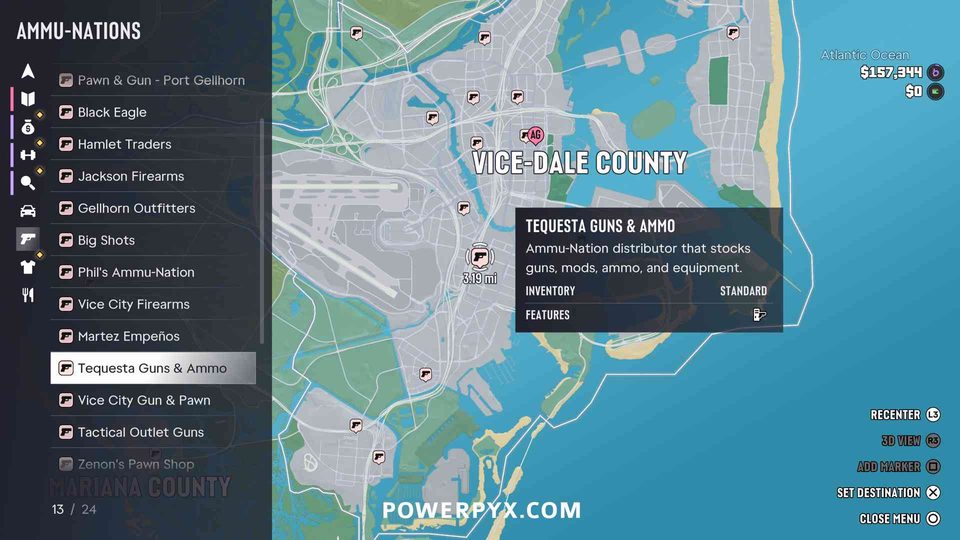 AMMU-NATIONS
Pawn & Gun - Port Gellhorn
Black Eagle
Hamlet Traders
Jackson Firearms
Gellhorn Outfitters
Big Shots
Phil's Ammu-Nation
Vice City Firearms
Martez Empeños
Tequesta Guns & Ammo
Vice City Gun & Pawn
Tactical Outlet Guns
Zenon's Pawn Shop
MARIANA COUNTY
13 / 24
Atlantic Ocean
$157,344
$0
AG
VICE-DALE COUNTY
3.19 mi
TEQUESTA GUNS & AMMO
Ammu-Nation distributor that stocks
guns, mods, ammo, and equipment.
INVENTORY STANDARD
FEATURES
RECENTER L3
3D VIEW R3
ADD MARKER
SET DESTINATION
CLOSE MENU
POWERPYX.COM